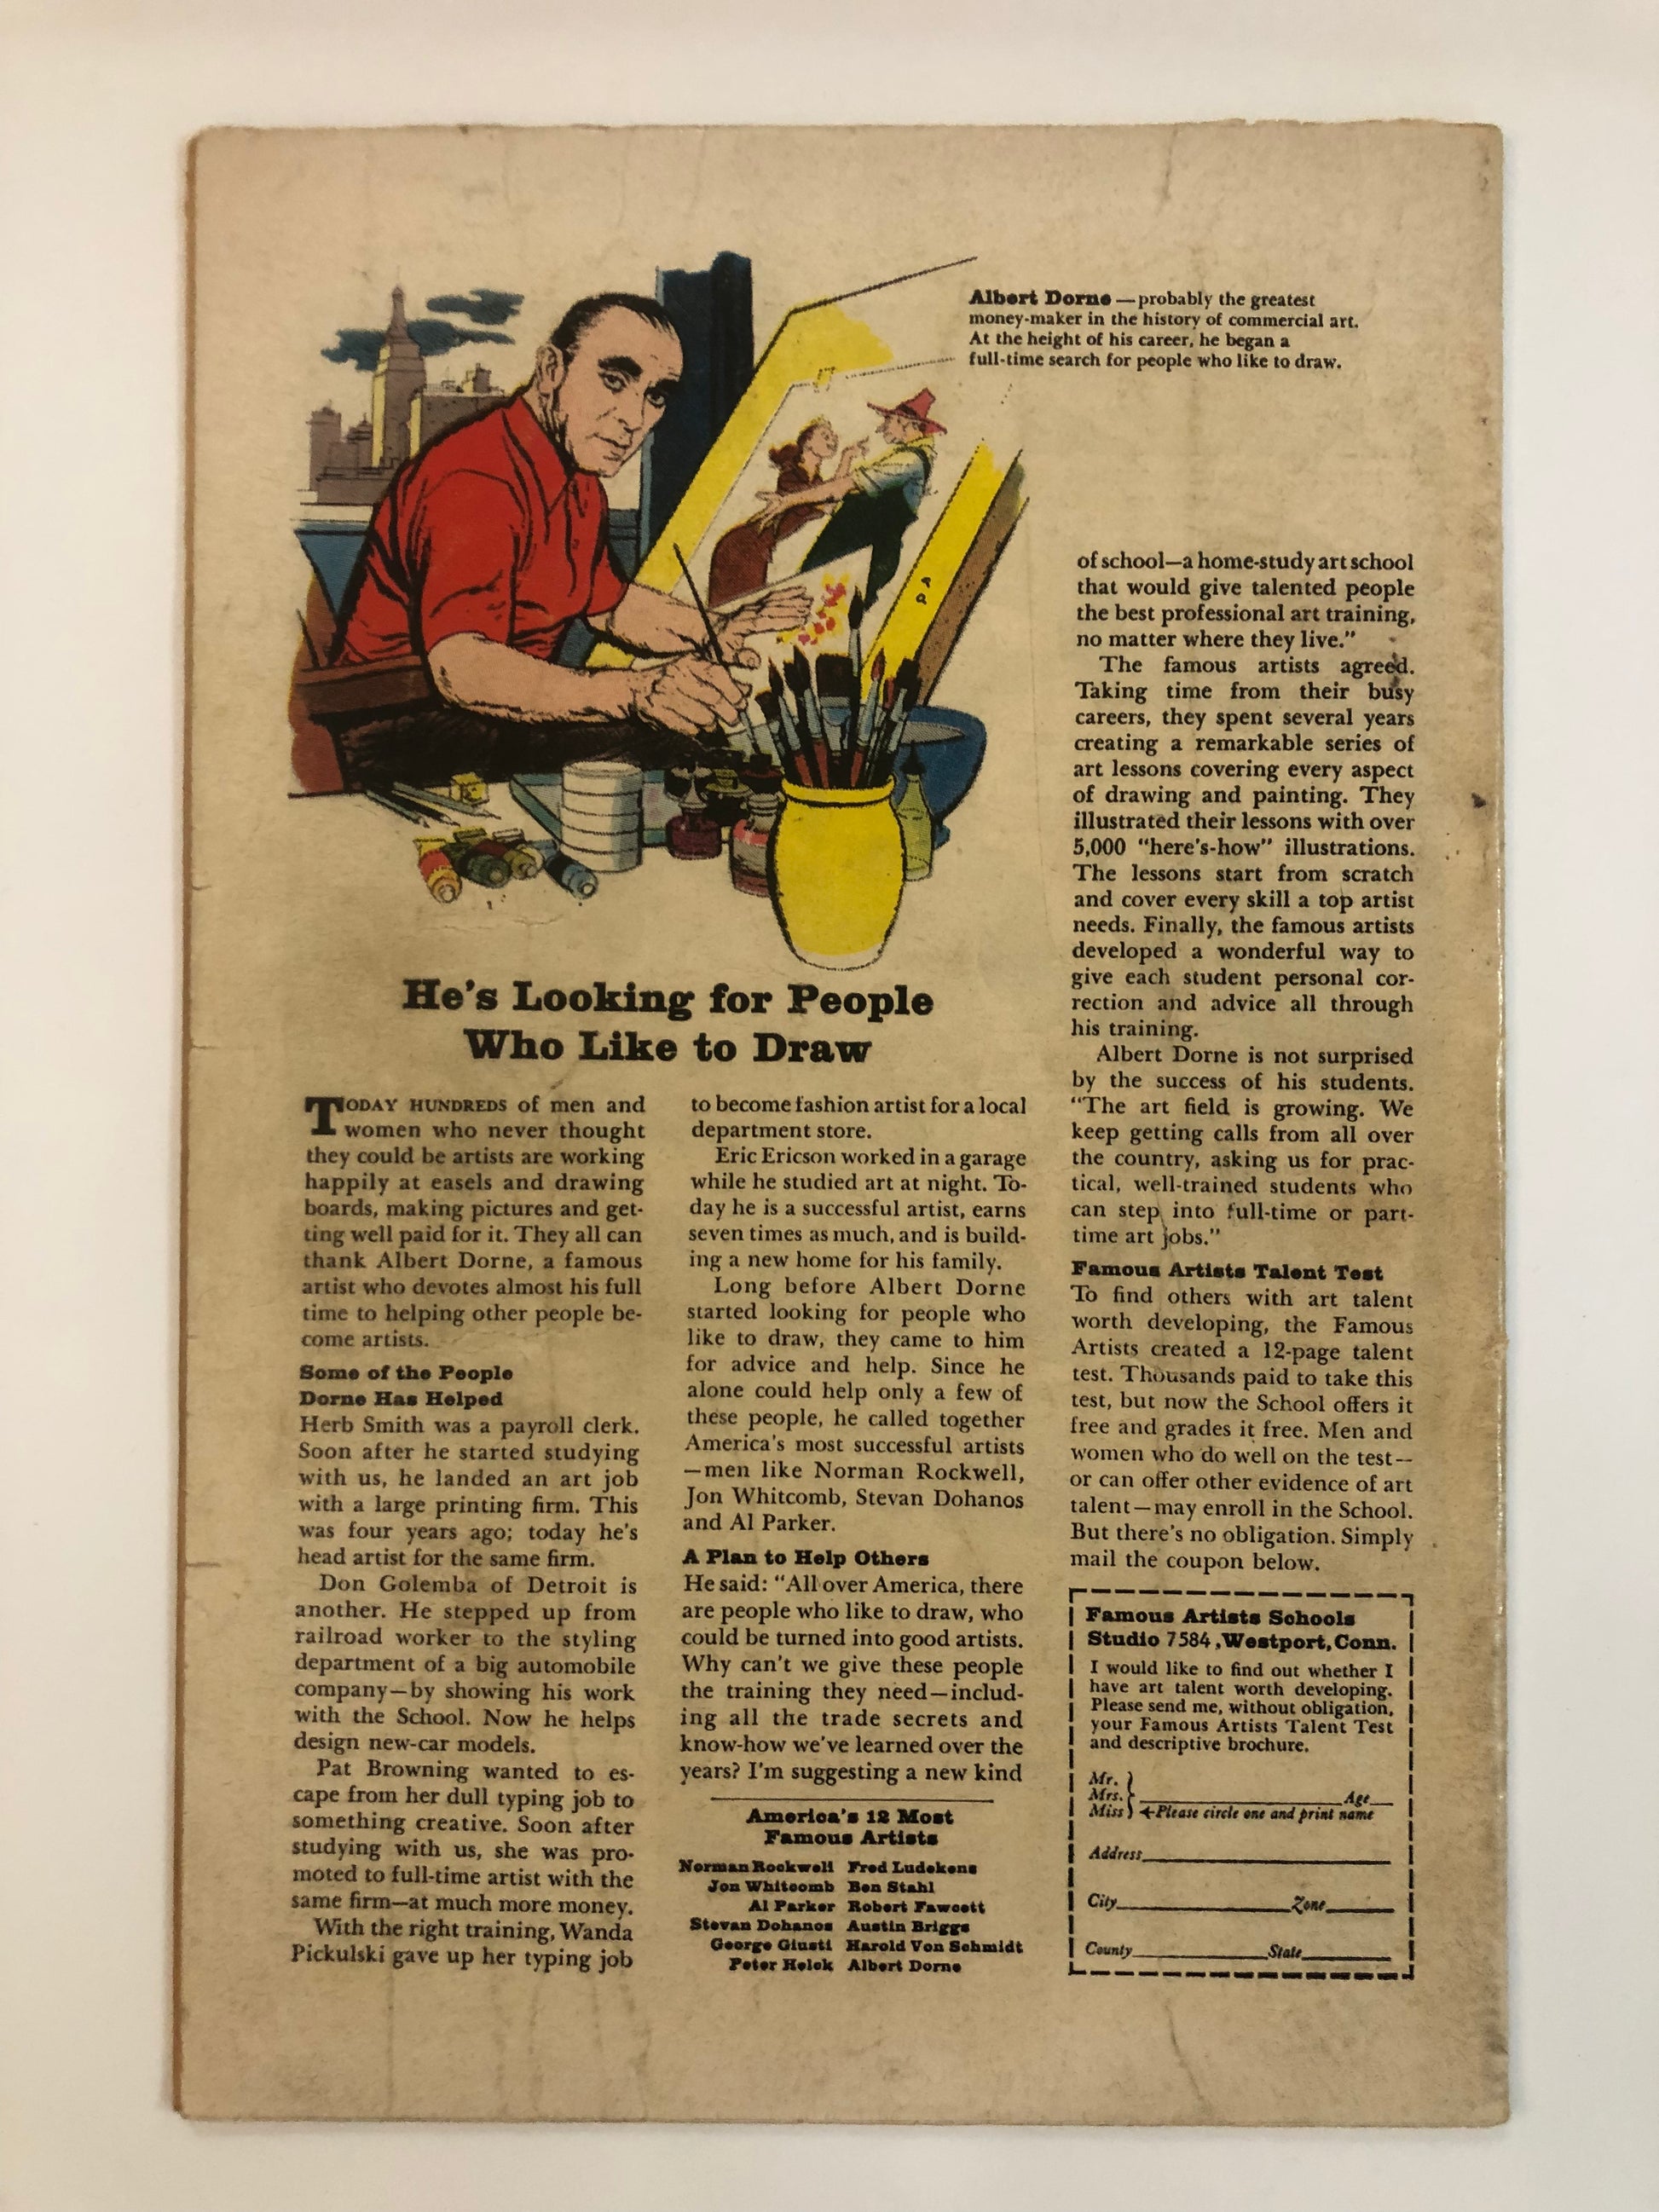 Albert Dorne — probably the greatest
money-maker in the history of commercial art.
At the height of his career, he began a
full-time search for people who like to draw.
He's Looking for People
Who Like to Draw
TODAY HUNDREDS of men and
women who never thought
they could be artists are working
happily at easels and drawing
boards, making pictures and get-
ting well paid for it. They all can
thank Albert Dorne, a famous
artist who devotes almost his full
time to helping other people be-
come artists.
Some of the People
Dorne Has Helped
Herb Smith was a payroll clerk.
Soon after he started studying
with us, he landed an art job
with a large printing firm. This
was four years ago; today he's
head artist for the same firm.
Don Golemba of Detroit is
another. He stepped up from
railroad worker to the styling
department of a big automobile
company—by showing his work
with the School. Now he helps
design new-car models.
Pat Browning wanted to es-
cape from her dull typing job to
something creative. Soon after
studying with us, she was pro-
moted to full-time artist with the
same firm—at much more money.
With the right training, Wanda
Pickulski gave up her typing job
to become fashion artist for a local
department store.
Eric Ericson worked in a garage
while he studied art at night. To-
day he is a successful artist, earns
seven times as much, and is build-
ing a new home for his family.
Long before Albert Dorne
started looking for people who
like to draw, they came to him
for advice and help. Since he
alone could help only a few of
these people, he called together
America's most successful artists
—men like Norman Rockwell,
Jon Whitcomb, Stevan Dohanos
and Al Parker.
A Plan to Help Others
He said: "All over America, there
are people who like to draw, who
could be turned into good artists.
Why can't we give these people
the training they need—includ-
ing all the trade secrets and
know-how we've learned over the
years? I'm suggesting a new kind
America's 12 Most
Famous Artists
Norman Rockwell Fred Ludekens
Jon Whitcomb Ben Stahl
Al Parker Robert Fawcett
Stevan Dohanos Austin Briggs
George Giusti Harold Von Schmidt
Peter Helck Albert Dorne
of school—a home-study art school
that would give talented people
the best professional art training,
no matter where they live."
The famous artists agreed.
Taking time from their busy
careers, they spent several years
creating a remarkable series of
art lessons covering every aspect
of drawing and painting. They
illustrated their lessons with over
5,000 "here's-how" illustrations.
The lessons start from scratch
and cover every skill a top artist
needs. Finally, the famous artists
developed a wonderful way to
give each student personal cor-
rection and advice all through
his training.
Albert Dorne is not surprised
by the success of his students.
"The art field is growing. We
keep getting calls from all over
the country, asking us for prac-
tical, well-trained students who
can step into full-time or part-
time art jobs."
Famous Artists Talent Test
To find others with art talent
worth developing, the Famous
Artists created a 12-page talent
test. Thousands paid to take this
test, but now the School offers it
free and grades it free. Men and
women who do well on the test—
or can offer other evidence of art
talent—may enroll in the School.
But there's no obligation. Simply
mail the coupon below.
Famous Artists Schools
Studio 7584, Westport, Conn.
I would like to find out whether I
have art talent worth developing.
Please send me, without obligation,
your Famous Artists Talent Test
and descriptive brochure.
Mr.
Mrs. Age
Miss ←Please circle one and print name
Address
City Zone
County State